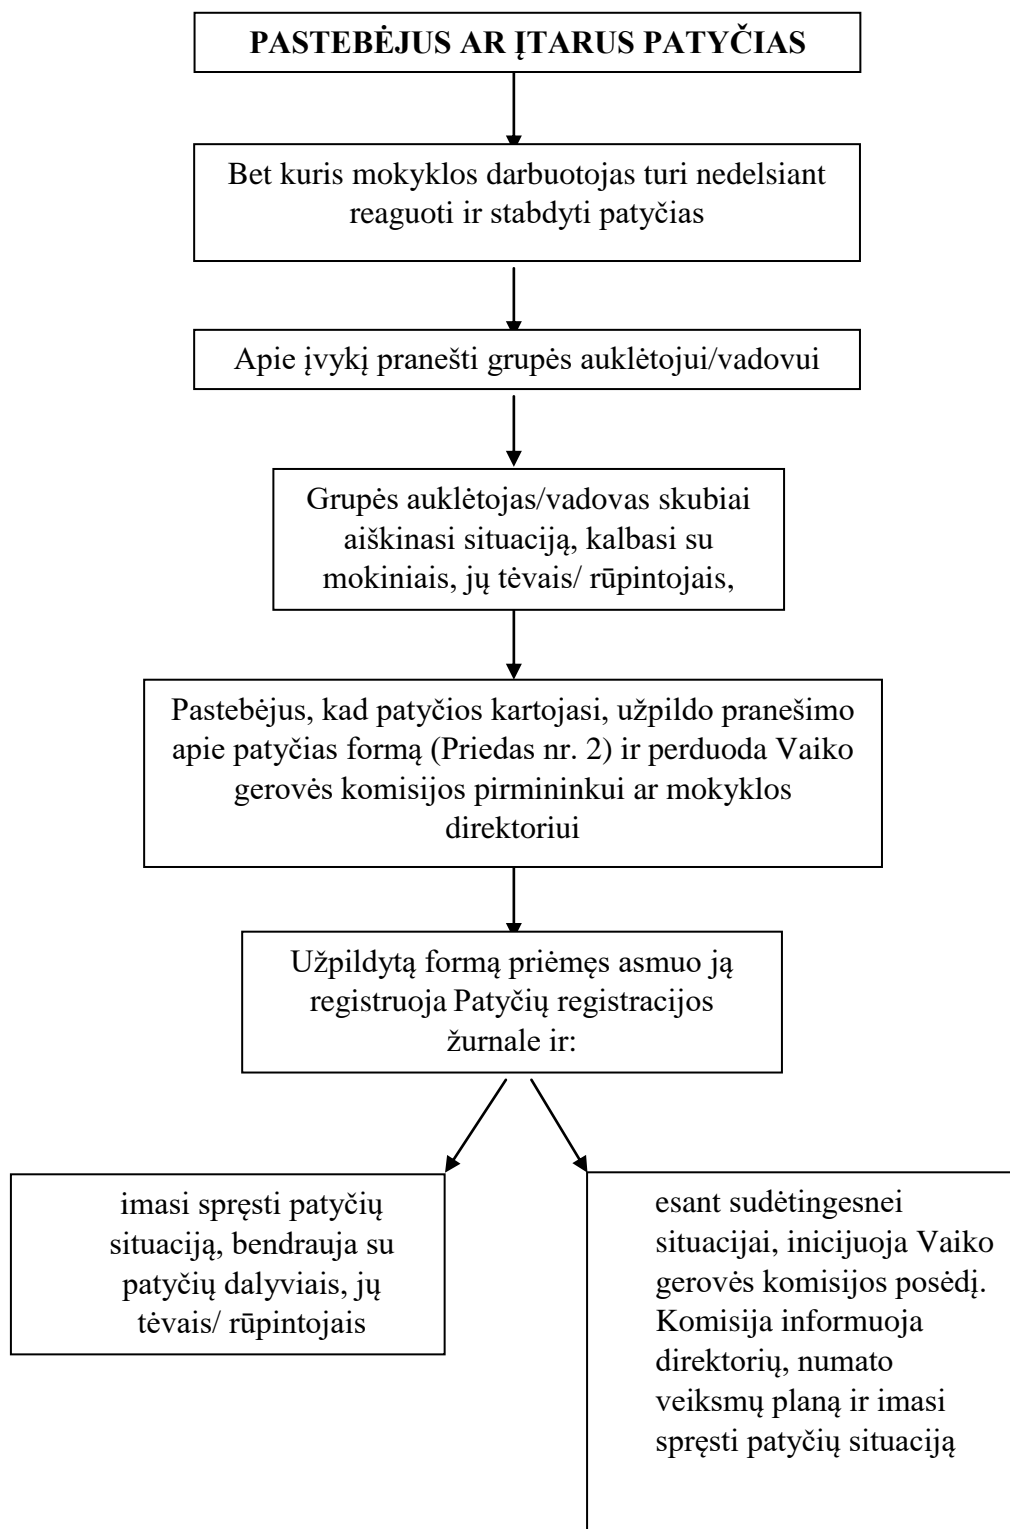 PASTEBĖJUS AR ĮTARUS PATYČIAS
Bet kuris mokyklos darbuotojas turi nedelsiant
reaguoti ir stabdyti patyčias
Apie įvykį pranešti grupės auklėtojui/vadovui
Grupės auklėtojas/vadovas skubiai
aiškinasi situaciją, kalbasi su
mokiniais, jų tėvais/ rūpintojais,
Pastebėjus, kad patyčios kartojasi, užpildo pranešimo
apie patyčias formą (Priedas nr. 2) ir perduoda Vaiko
gerovės komisijos pirmininkui ar mokyklos
direktoriui
Užpildytą formą priėmęs asmuo ją
registruoja Patyčių registracijos
žurnale ir:
imasi spręsti patyčių
situaciją, bendrauja su
patyčių dalyviais, jų
tėvais/ rūpintojais
esant sudėtingesnei
situacijai, inicijuoja Vaiko
gerovės komisijos posėdį.
Komisija informuoja
direktorių, numato
veiksmų planą ir imasi
spręsti patyčių situaciją